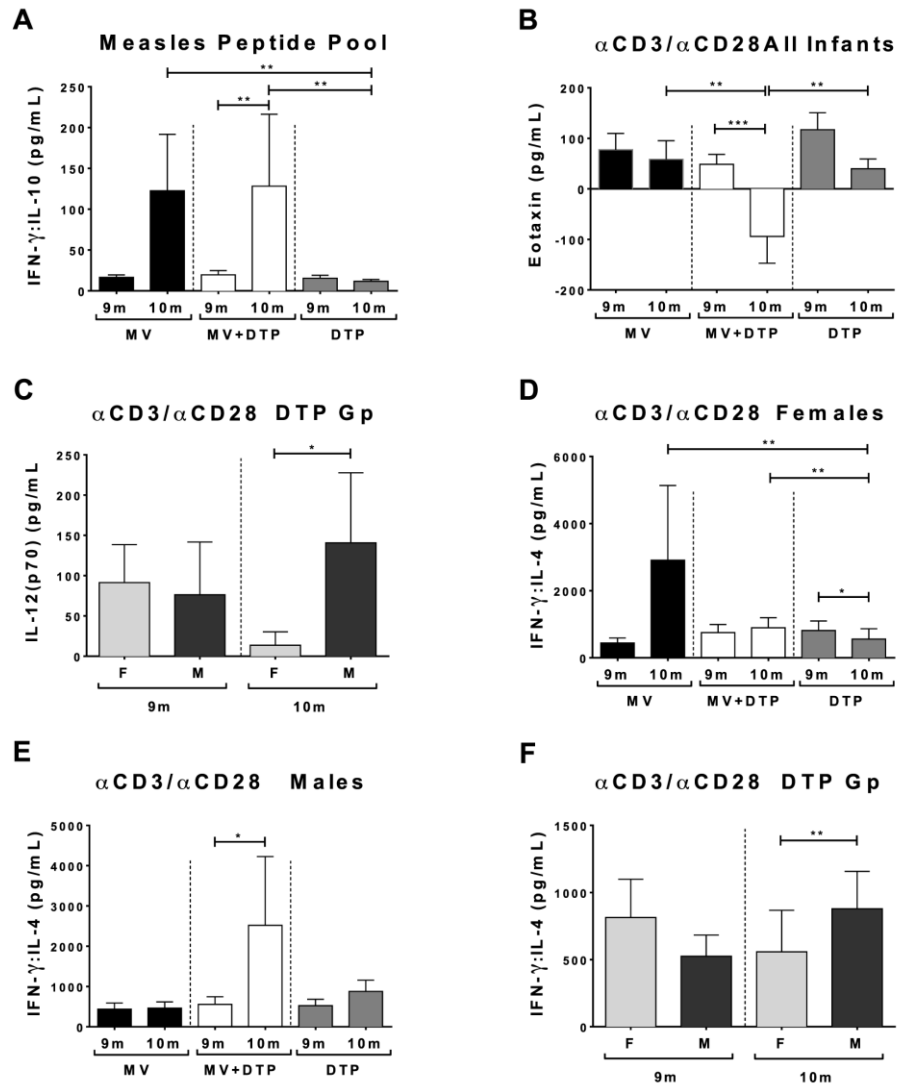 A
Measles Peptide Pool
** 
**
**
IFN-γ:IL-10 (pg/mL)
250
200
150
100
50
0
9m 10m 9m 10m 9m 10m
MV MV+DTP DTP
B
αCD3/αCD28All Infants
** **
***
Eotaxin (pg/mL)
200
100
0
-100
-200
9m 10m 9m 10m 9m 10m
MV MV+DTP DTP
C
αCD3/αCD28 DTP Gp
*
IL-12(p70) (pg/mL
250
200
150
100
50
0
F M F M
9m 10m
D
αCD3/αCD28 Females
**
**
*
IFN-γ:IL-4 (pg/mL)
6000
4000
2000
0
9m 10m 9m 10m 9m 10m
MV MV+DTP DTP
E
αCD3/αCD28 Males
*
IFN-γ:IL-4 (pg/mL)
5000
4000
3000
2000
1000
0
9m 10m 9m 10m 9m 10m
MV MV+DTP DTP
F
αCD3/αCD28 DTP Gp
**
IFN-γ:IL-4 (pg/mL)
1500
1000
500
0
F M F M
9m 10m